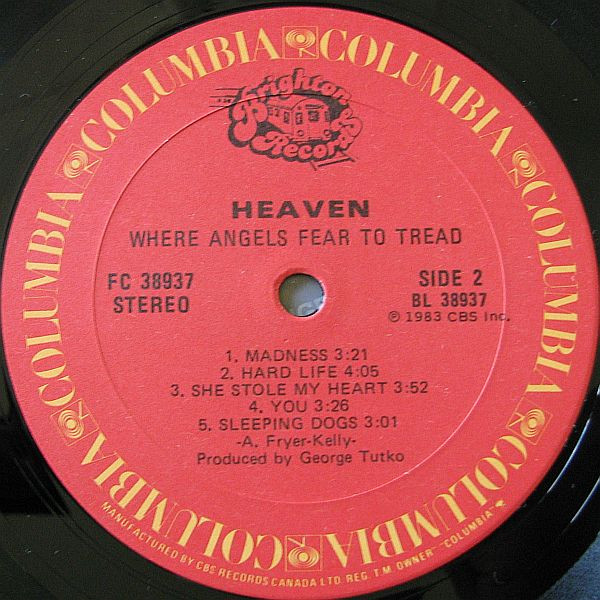 COLUMBIA COLUMBIA COLUMBIA COLUMBIA COLUMBIA COLUMBIA
Brighton
Records
HEAVEN
WHERE ANGELS FEAR TO TREAD
FC 38937
STEREO
SIDE 2
BL 38937
℗ 1983 CBS Inc.
1. MADNESS 3:21
2. HARD LIFE 4:05
3. SHE STOLE MY HEART 3:52
4. YOU 3:26
5. SLEEPING DOGS 3:01
-A. Fryer-Kelly-
Produced by George Tutko
MANUFACTURED BY CBS RECORDS CANADA LTD. REG. T.M. OWNER "COLUMBIA"